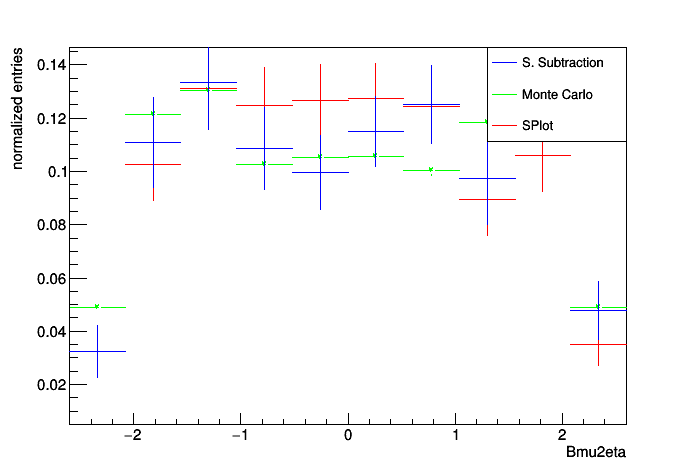 normalized entries
0.14
0.12
0.1
0.08
0.06
0.04
0.02
−2
−1
0
1
2
Bmu2eta
S. Subtraction
Monte Carlo
SPlot